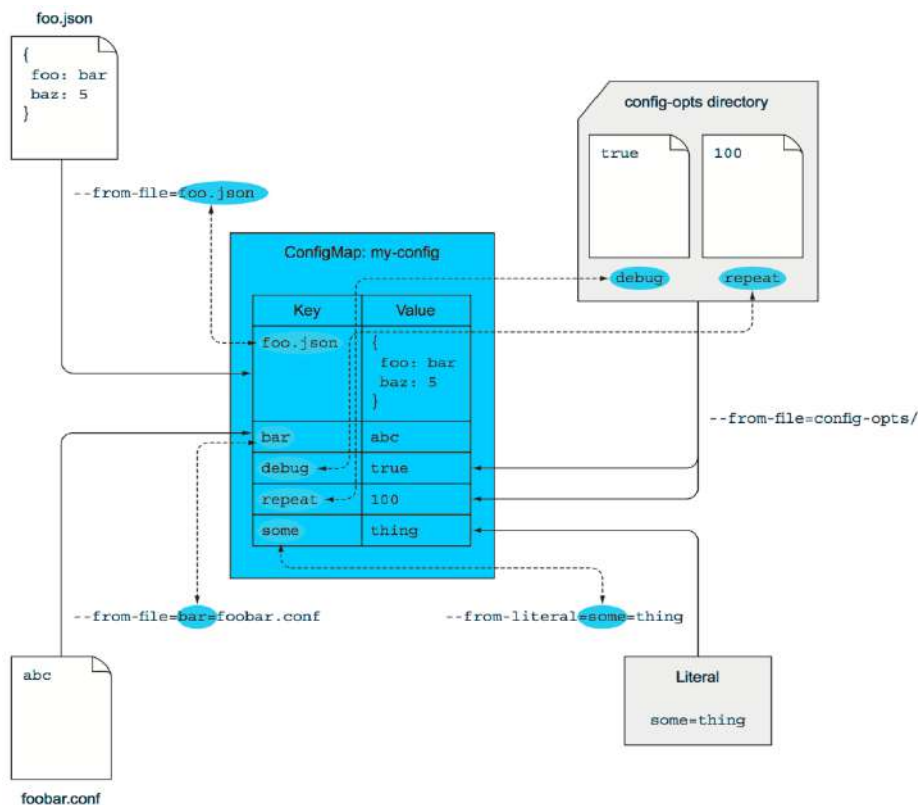 foo.json
{
foo: bar
baz: 5
}
config-opts directory
true
100
--from-file=foo.json
debug
repeat
ConfigMap: my-config
Key
Value
foo.json
{
foo: bar
baz: 5
}
--from-file=config-opts/
bar
abc
debug
true
repeat
100
some
thing
--from-file=bar=foobar.conf
--from-literal=some=thing
abc
Literal
some=thing
foobar.conf